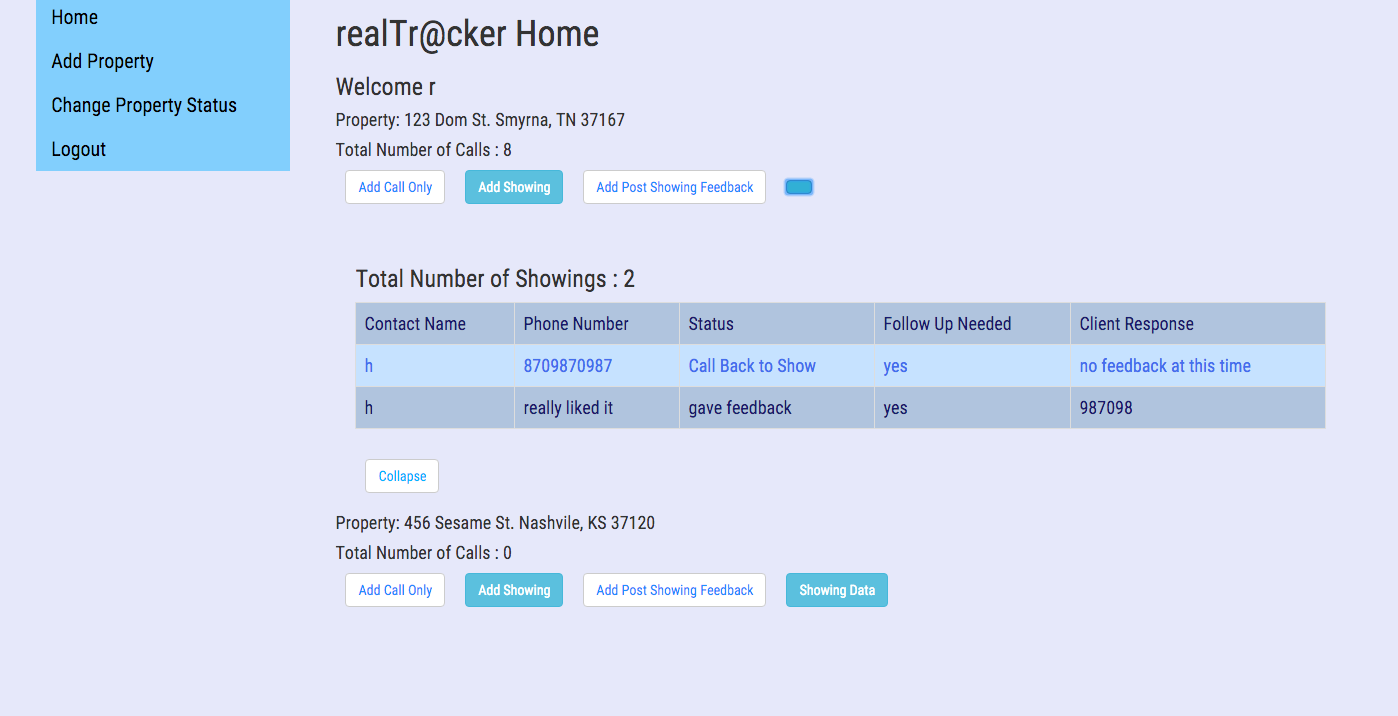 Home
Add Property
Change Property Status
Logout
realTr@cker Home
Welcome r
Property: 123 Dom St. Smyrna, TN 37167
Total Number of Calls : 8
Add Call Only Add Showing Add Post Showing Feedback
Total Number of Showings : 2
Contact Name Phone Number Status Follow Up Needed Client Response
h 8709870987 Call Back to Show yes no feedback at this time
h really liked it gave feedback yes 987098
Collapse
Property: 456 Sesame St. Nashvile, KS 37120
Total Number of Calls : 0
Add Call Only Add Showing Add Post Showing Feedback Showing Data